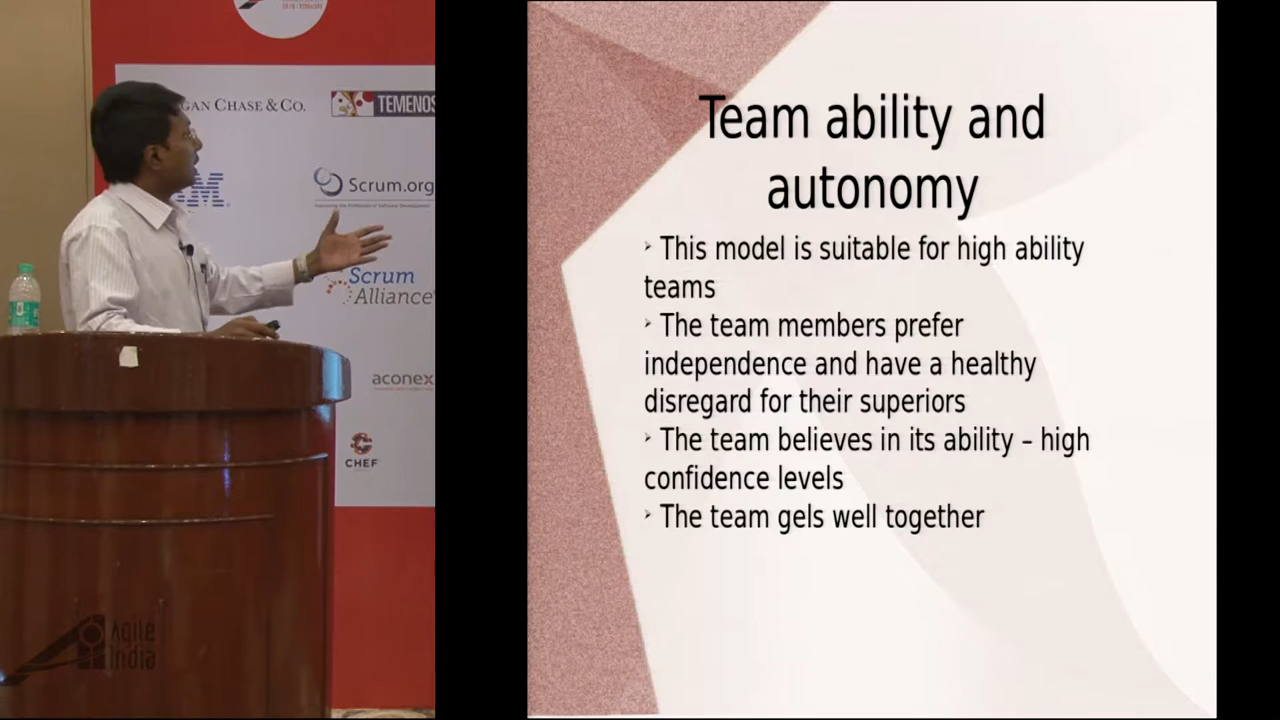 GAN CHASE & CO.
TEMENOS
Scrum.org
Scrum
Alliance
aconex
CHEF
Agile
India
Team ability and
autonomy
This model is suitable for high ability
teams
The team members prefer
independence and have a healthy
disregard for their superiors
The team believes in its ability – high
confidence levels
The team gels well together